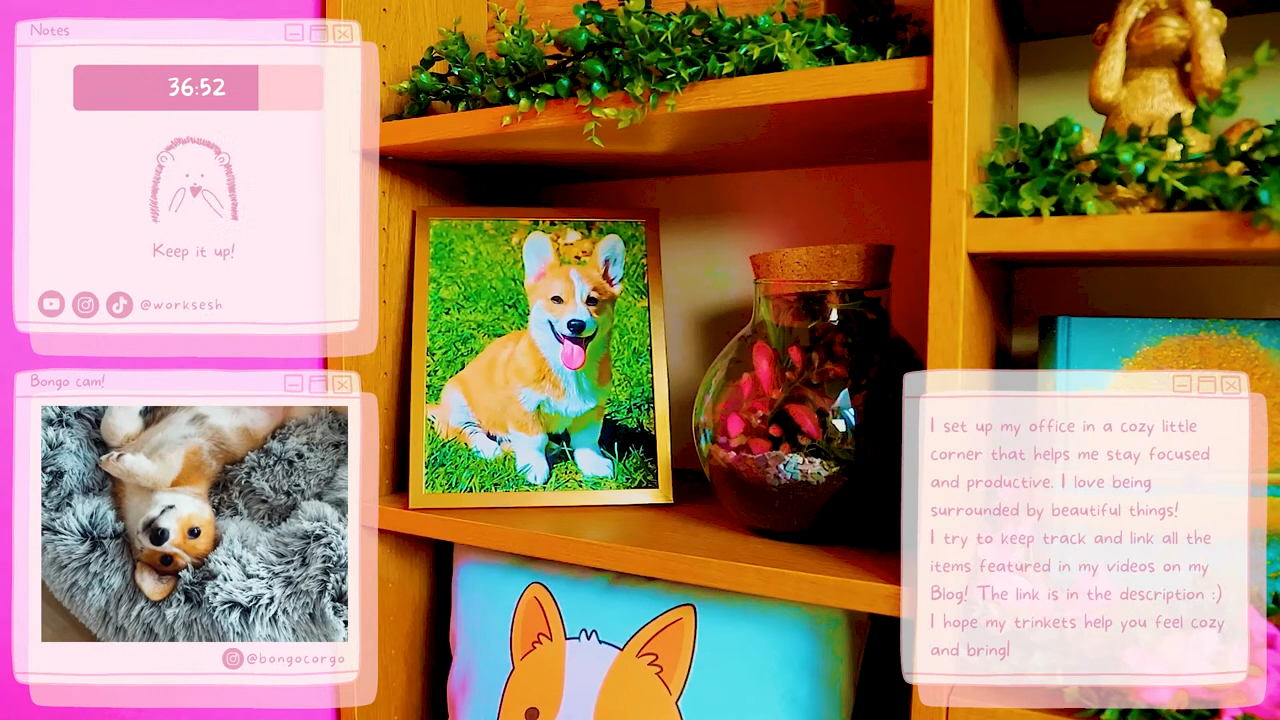 Notes
36:52
Keep it up!
@worksesh
Bongo cam!
@bongocorgo
I set up my office in a cozy little
corner that helps me stay focused
and productive. I love being
surrounded by beautiful things!
I try to keep track and link all the
items featured in my videos on my
Blog! The link is in the description :)
I hope my trinkets help you feel cozy
and bring